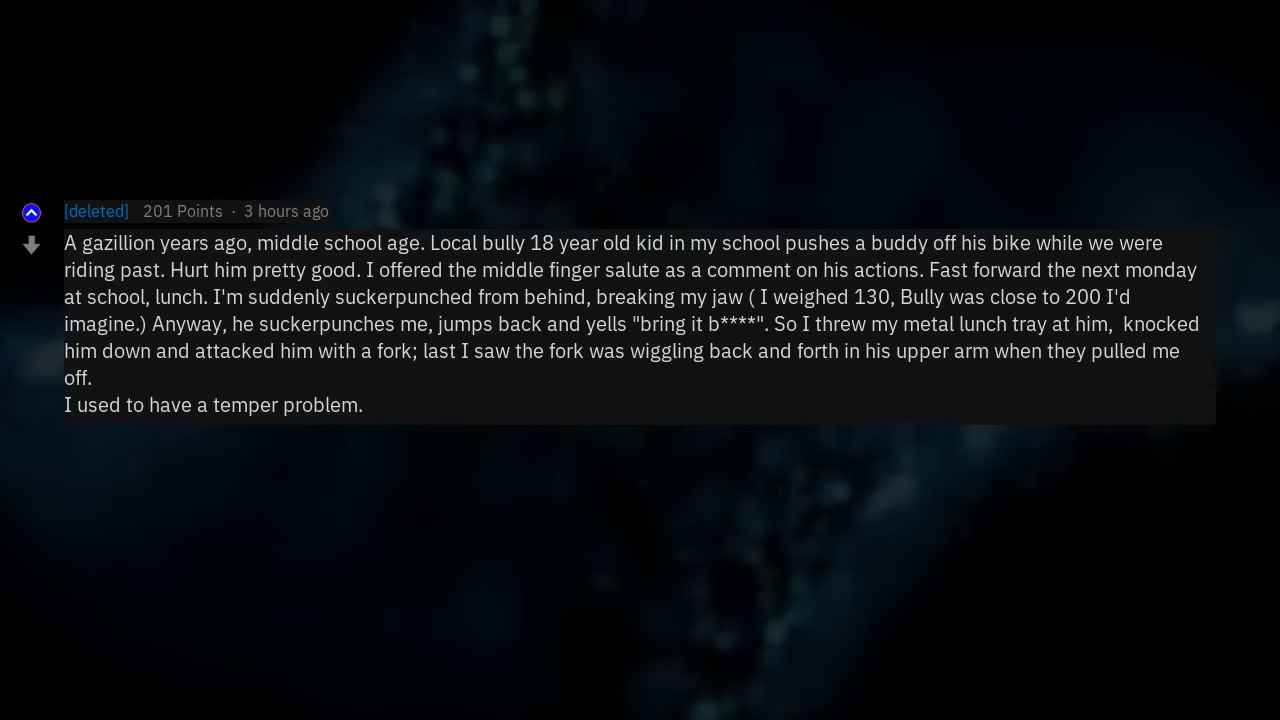 [deleted] 201 Points · 3 hours ago
A gazillion years ago, middle school age. Local bully 18 year old kid in my school pushes a buddy off his bike while we were
riding past. Hurt him pretty good. I offered the middle finger salute as a comment on his actions. Fast forward the next monday
at school, lunch. I'm suddenly suckerpunched from behind, breaking my jaw ( I weighed 130, Bully was close to 200 I'd
imagine.) Anyway, he suckerpunches me, jumps back and yells "bring it b****". So I threw my metal lunch tray at him,  knocked
him down and attacked him with a fork; last I saw the fork was wiggling back and forth in his upper arm when they pulled me
off.
I used to have a temper problem.